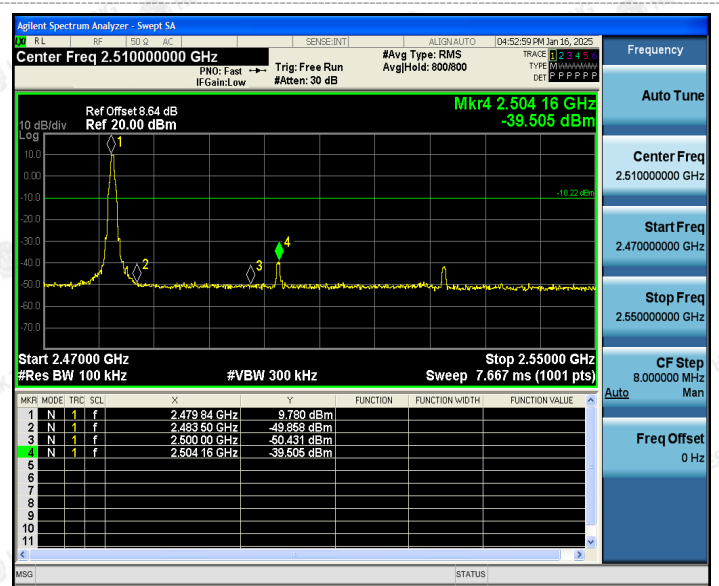 Agilent Spectrum Analyzer - Swept SA
LXI RL RF 50 Ω AC SENSE:INT ALIGN AUTO 04:52:59 PM Jan 16, 2025
Center Freq 2.510000000 GHz
PNO: Fast
IFGain:Low
Trig: Free Run
#Atten: 30 dB
#Avg Type: RMS
Avg|Hold: 800/800
TRACE 1 2 3 4 5 6
TYPE MWWWWW
DET P P P P P P
Ref Offset 8.64 dB
Ref 20.00 dBm
10 dB/div
Log
Mkr4 2.504 16 GHz
-39.505 dBm
10.0
0.00
-10.0
-20.0
-30.0
-40.0
-50.0
-60.0
-70.0
1
2
3
4
-10.22 dBm
Start 2.47000 GHz
Stop 2.55000 GHz
#Res BW 100 kHz
#VBW 300 kHz
Sweep 7.667 ms (1001 pts)
MKR MODE TRC SCL X Y FUNCTION FUNCTION WIDTH FUNCTION VALUE
1 N 1 f 2.479 84 GHz 9.780 dBm
2 N 1 f 2.483 50 GHz -49.858 dBm
3 N 1 f 2.500 00 GHz -50.431 dBm
4 N 1 f 2.504 16 GHz -39.505 dBm
5
6
7
8
9
10
11
MSG
STATUS
Frequency
Auto Tune
Center Freq
2.510000000 GHz
Start Freq
2.470000000 GHz
Stop Freq
2.550000000 GHz
CF Step
8.000000 MHz
Auto Man
Freq Offset
0 Hz